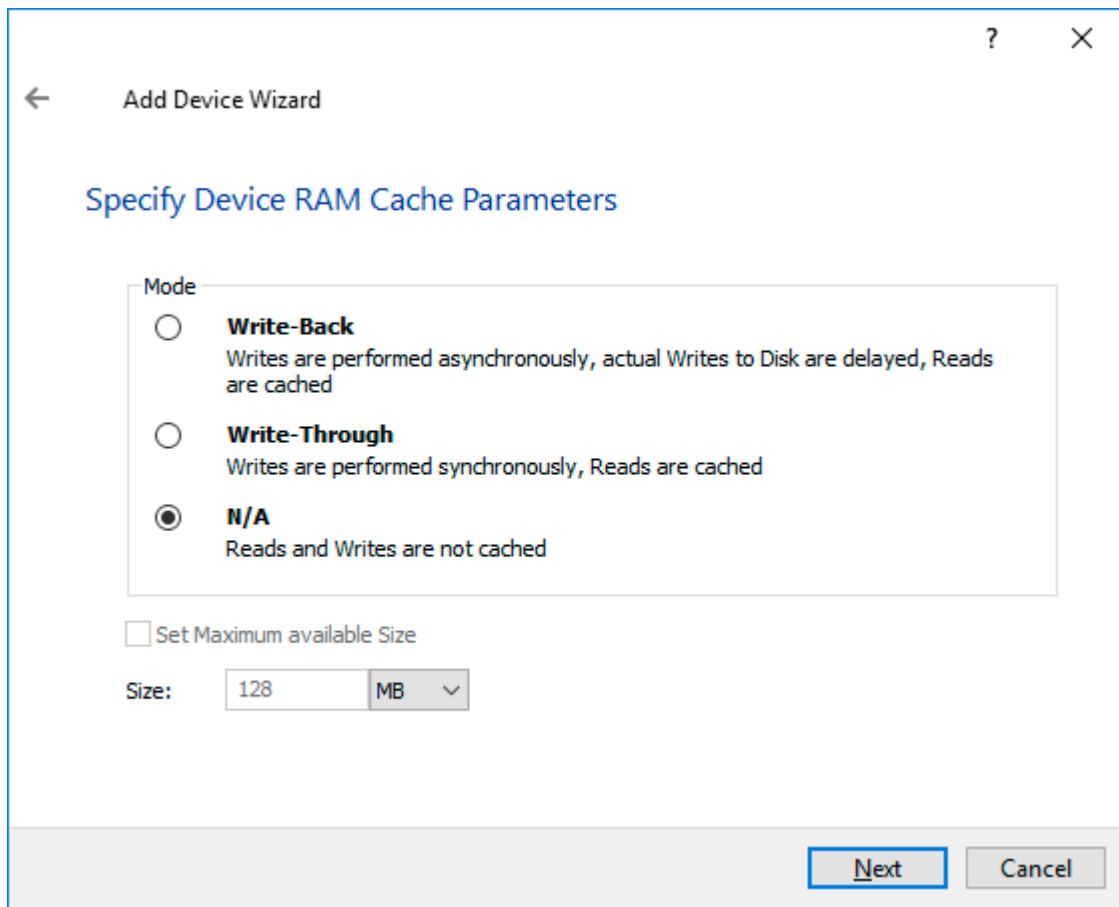 ?
Add Device Wizard
Specify Device RAM Cache Parameters
Mode
Write-Back
Writes are performed asynchronously, actual Writes to Disk are delayed, Reads
are cached
Write-Through
Writes are performed synchronously, Reads are cached
N/A
Reads and Writes are not cached
Set Maximum available Size
Size: 128 MB
Next Cancel